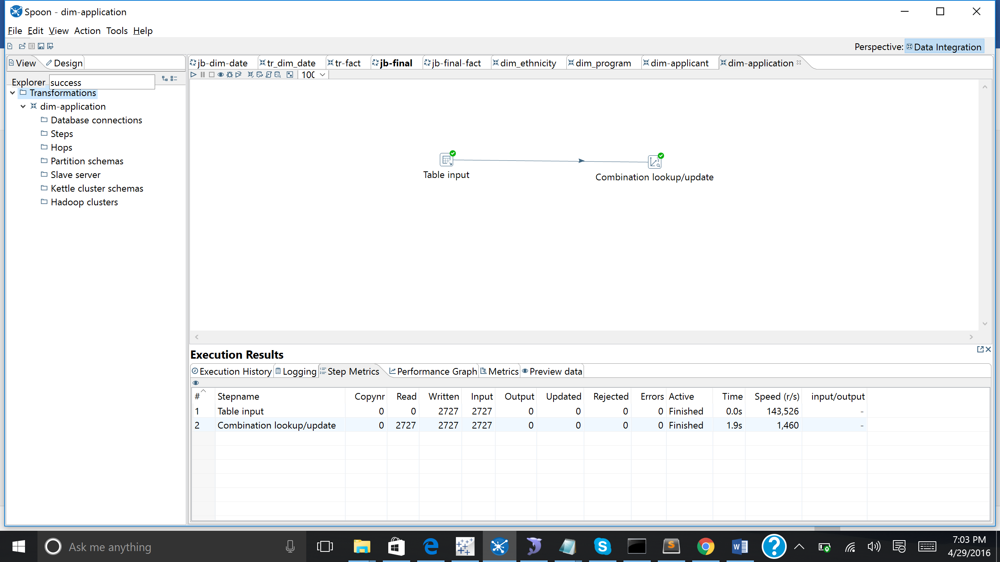 Spoon - dim-application
File Edit View Action Tools Help
Perspective: Data Integration
View Design
jb-dim-date tr_dim_date tr-fact jb-final jb-final-fact dim_ethnicity dim_program dim-applicant dim-application
Explorer success
100
Transformations
dim-application
Database connections
Steps
Hops
Partition schemas
Slave server
Kettle cluster schemas
Hadoop clusters
Table input
Combination lookup/update
Execution Results
Execution History Logging Step Metrics Performance Graph Metrics Preview data
# Stepname Copynr Read Written Input Output Updated Rejected Errors Active Time Speed (r/s) input/output
1 Table input 0 0 2727 2727 0 0 0 0 Finished 0.0s 143,526 -
2 Combination lookup/update 0 2727 2727 2727 0 0 0 0 Finished 1.9s 1,460 -
Ask me anything
7:03 PM
4/29/2016